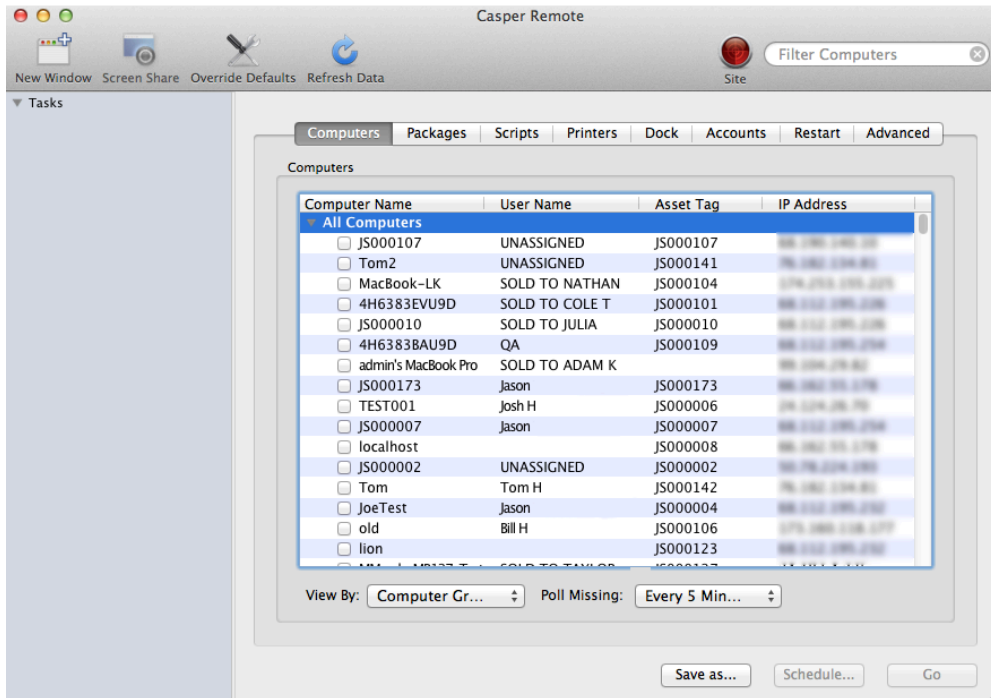 Casper Remote
New Window Screen Share Override Defaults Refresh Data Site Filter Computers
Tasks
Computers Packages Scripts Printers Dock Accounts Restart Advanced
Computers
Computer Name User Name Asset Tag IP Address
All Computers
JS000107 UNASSIGNED JS000107
Tom2 UNASSIGNED JS000141
MacBook-LK SOLD TO NATHAN JS000104
4H6383EVU9D SOLD TO COLE T JS000101
JS000010 SOLD TO JULIA JS000010
4H6383BAU9D QA JS000109
admin's MacBook Pro SOLD TO ADAM K
JS000173 Jason JS000173
TEST001 Josh H JS000006
JS000007 Jason JS000007
localhost JS000008
JS000002 UNASSIGNED JS000002
Tom Tom H JS000142
JoeTest Jason JS000004
old Bill H JS000106
lion JS000123
View By: Computer Gr... Poll Missing: Every 5 Min...
Save as... Schedule... Go